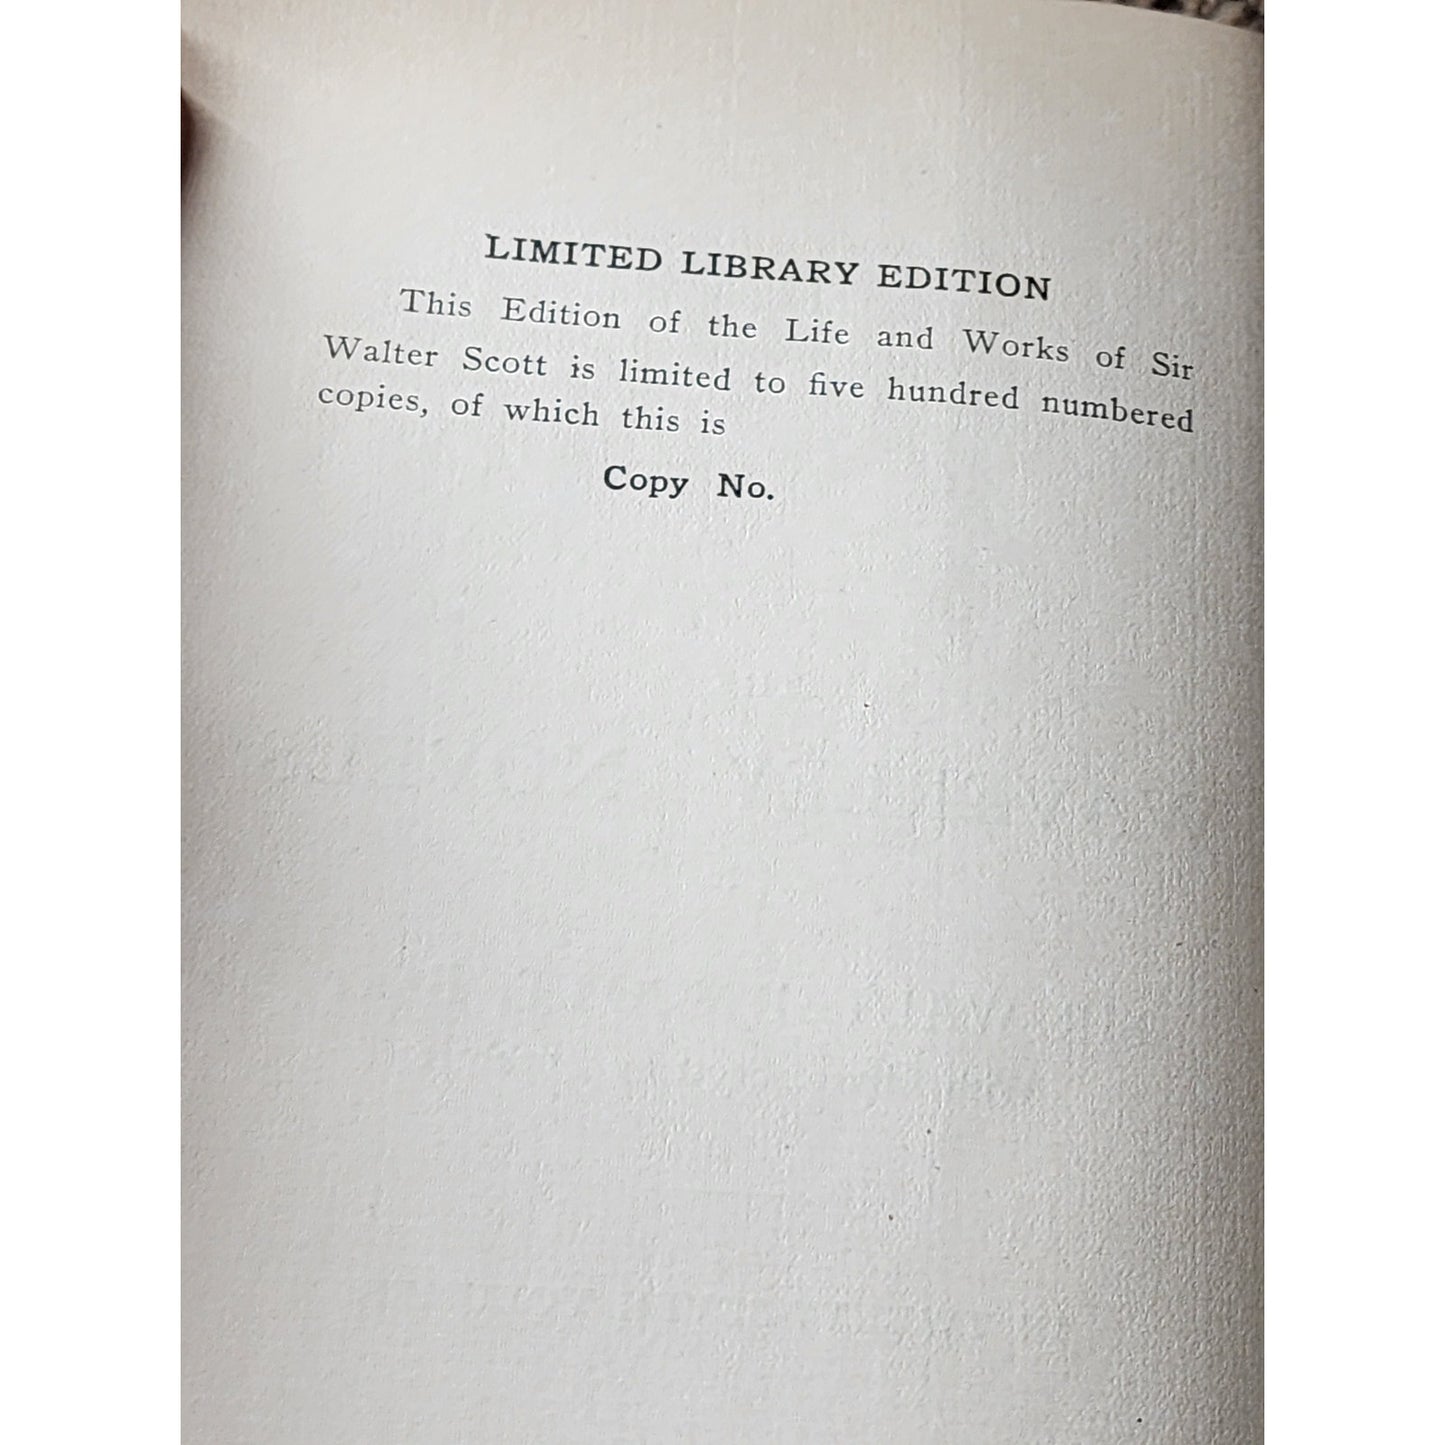 LIMITED LIBRARY EDITION
This Edition of the Life and Works of Sir
Walter Scott is limited to five hundred numbered
copies, of which this is
Copy No.